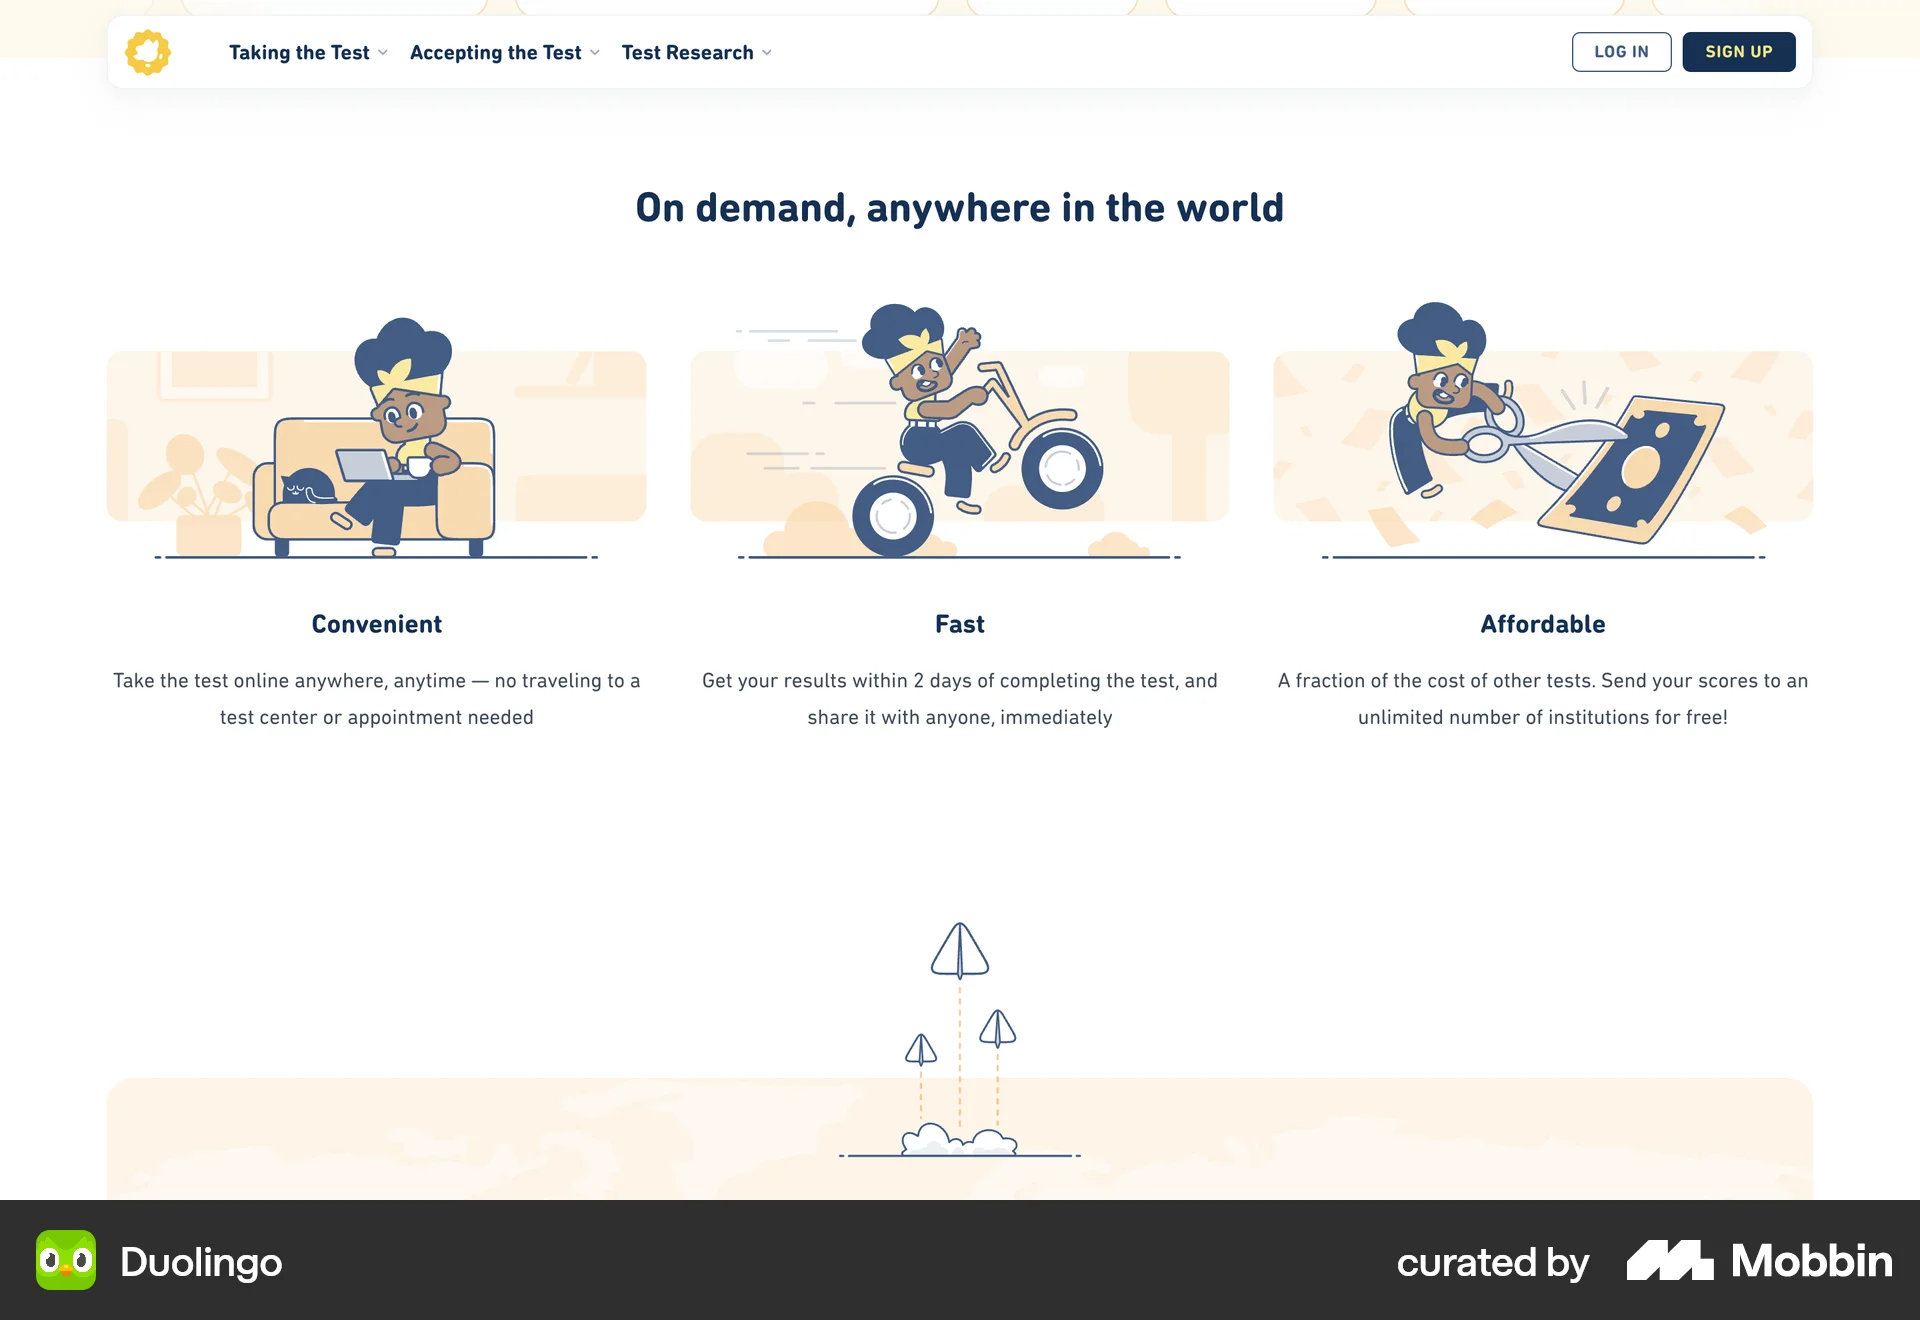 Taking the Test
Accepting the Test
Test Research
LOG IN
SIGN UP
On demand, anywhere in the world
Convenient
Take the test online anywhere, anytime — no traveling to a
test center or appointment needed
Fast
Get your results within 2 days of completing the test, and
share it with anyone, immediately
Affordable
A fraction of the cost of other tests. Send your scores to an
unlimited number of institutions for free!
Duolingo
curated by Mobbin